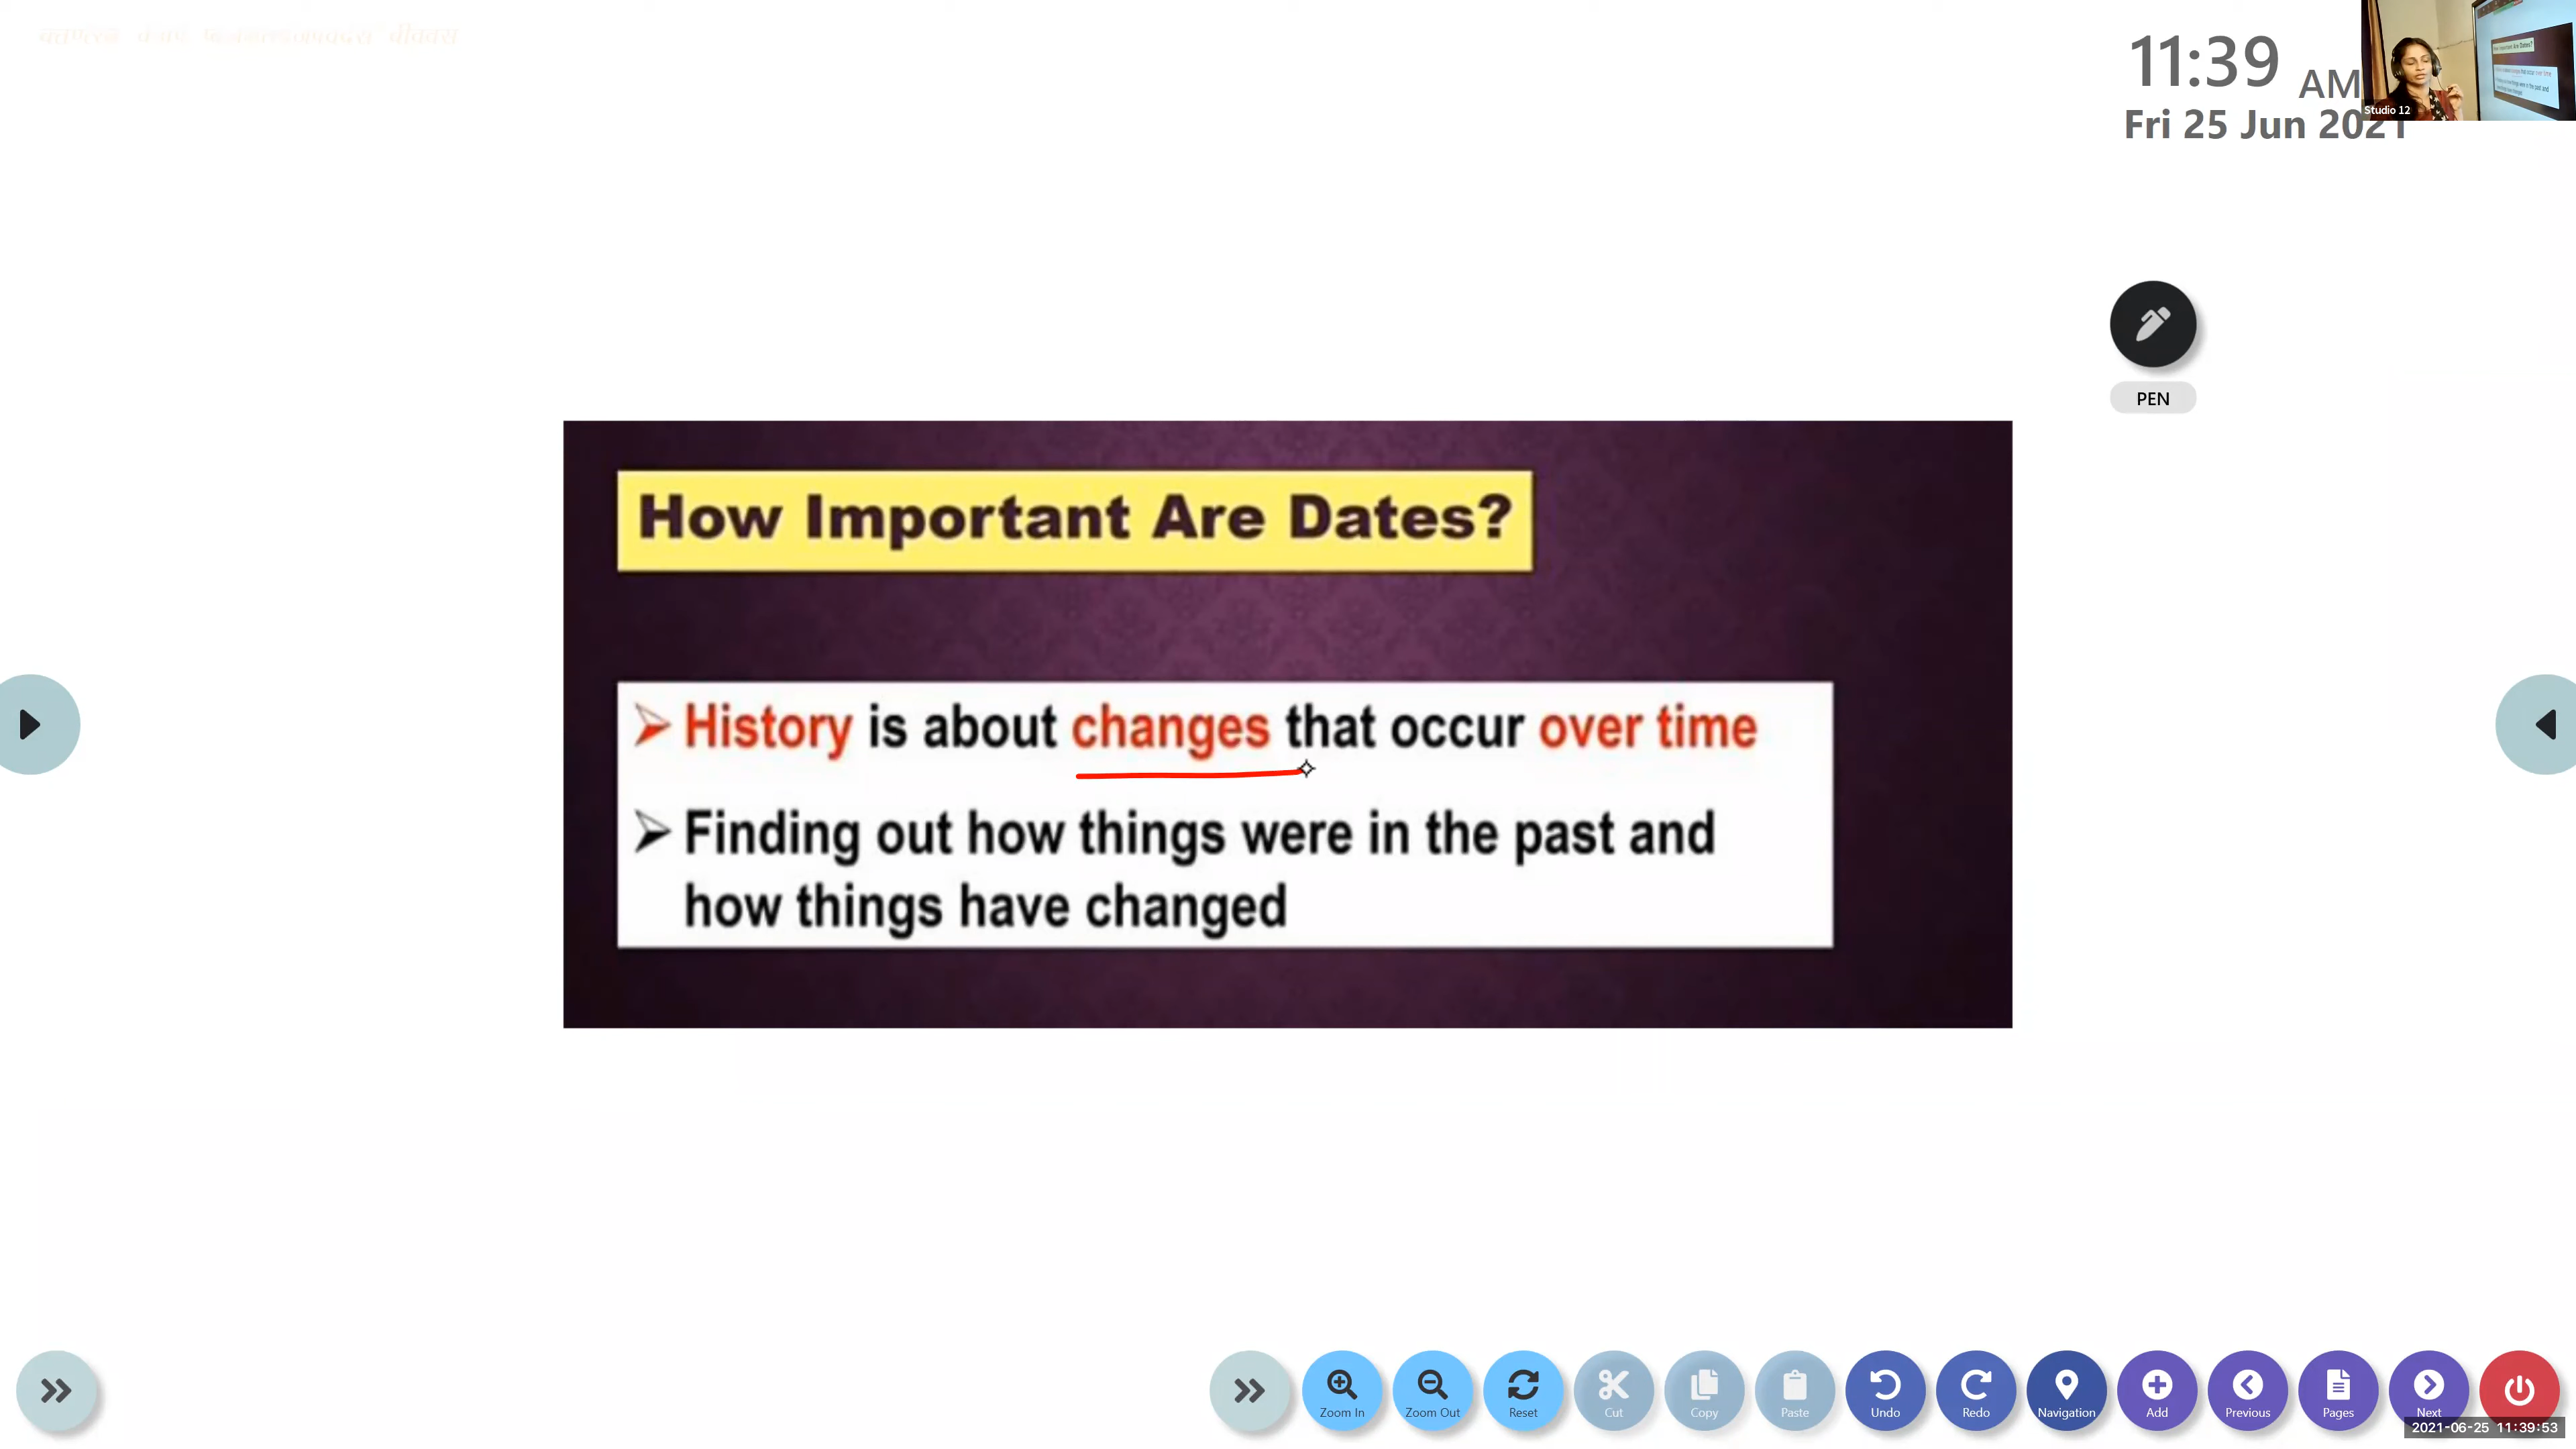 11:39 AM
Fri 25 Jun 2021
Studio 12
PEN
How Important Are Dates?
➢ History is about changes that occur over time
➢ Finding out how things were in the past and
how things have changed
Zoom In Zoom Out Reset Cut Copy Paste Undo Redo Navigation Add Previous Pages Next
2021-06-25 11:39:53